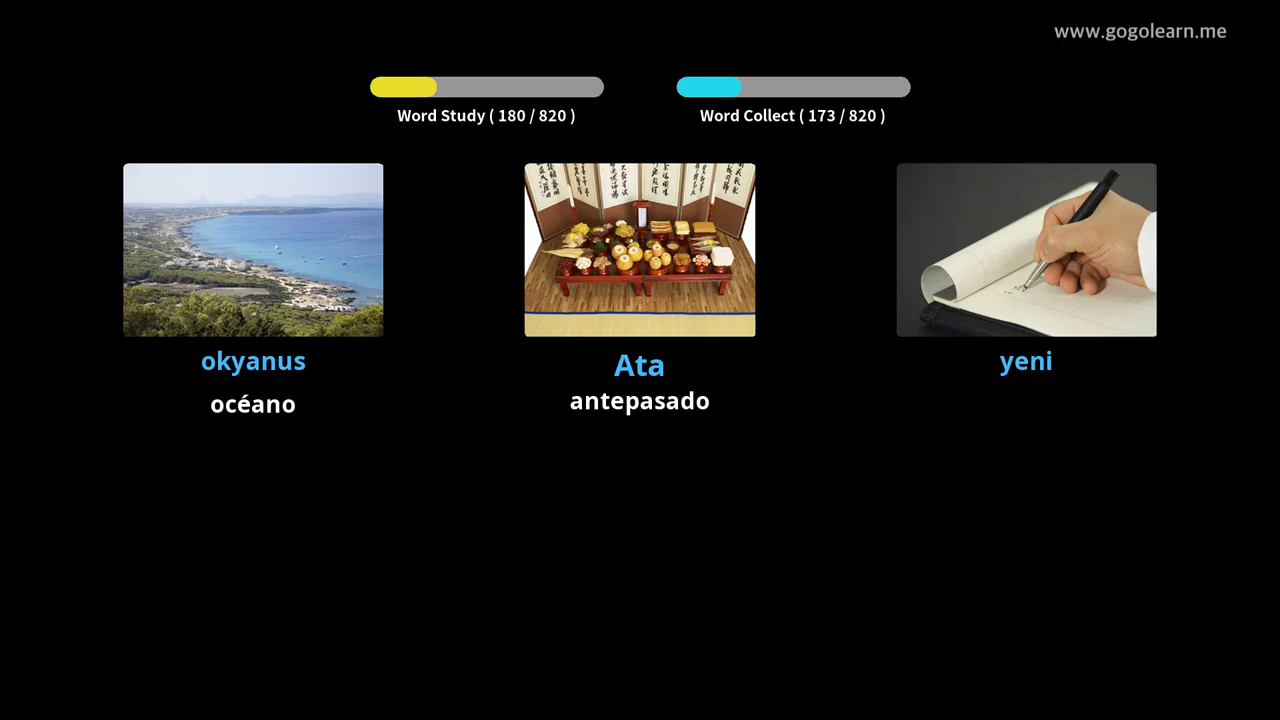 www.gogolearn.me
Word Study ( 180 / 820 )
Word Collect ( 173 / 820 )
okyanus
océano
Ata
antepasado
yeni